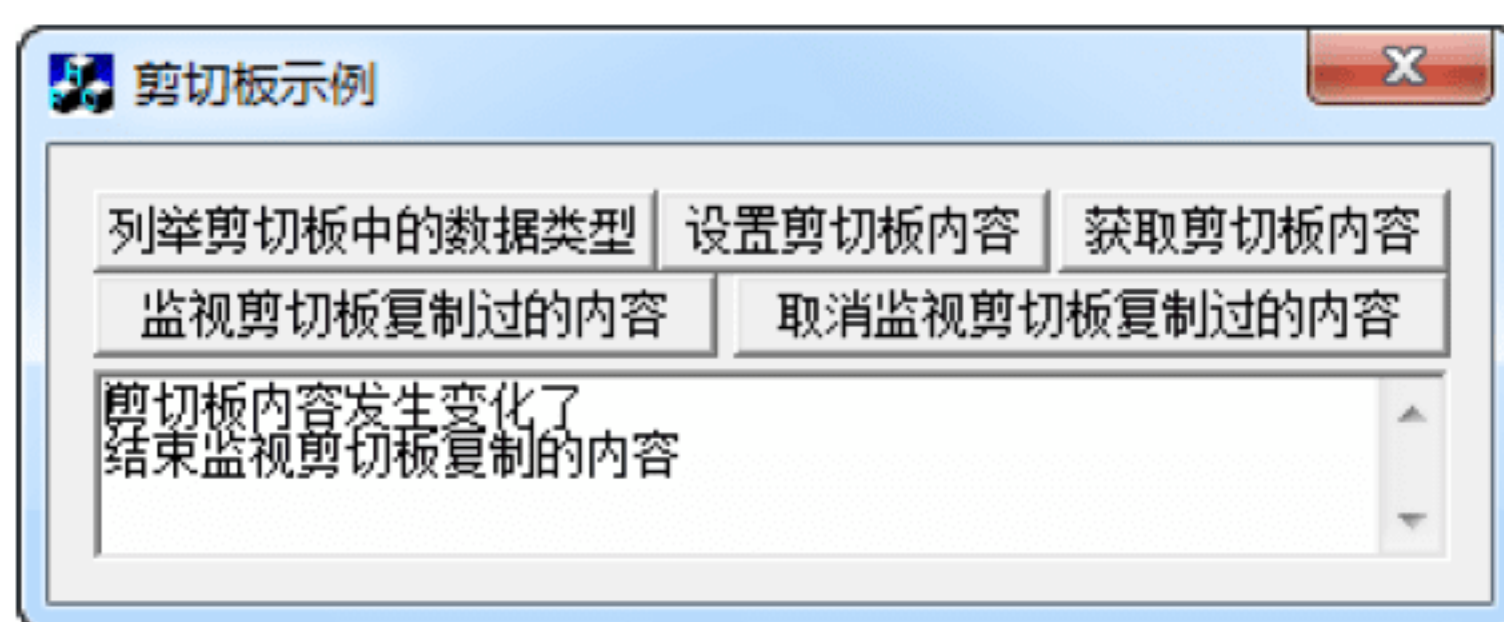 剪切板示例
列举剪切板中的数据类型 设置剪切板内容 获取剪切板内容
监视剪切板复制过的内容 取消监视剪切板复制过的内容
剪切板内容发生变化了
结束监视剪切板复制的内容